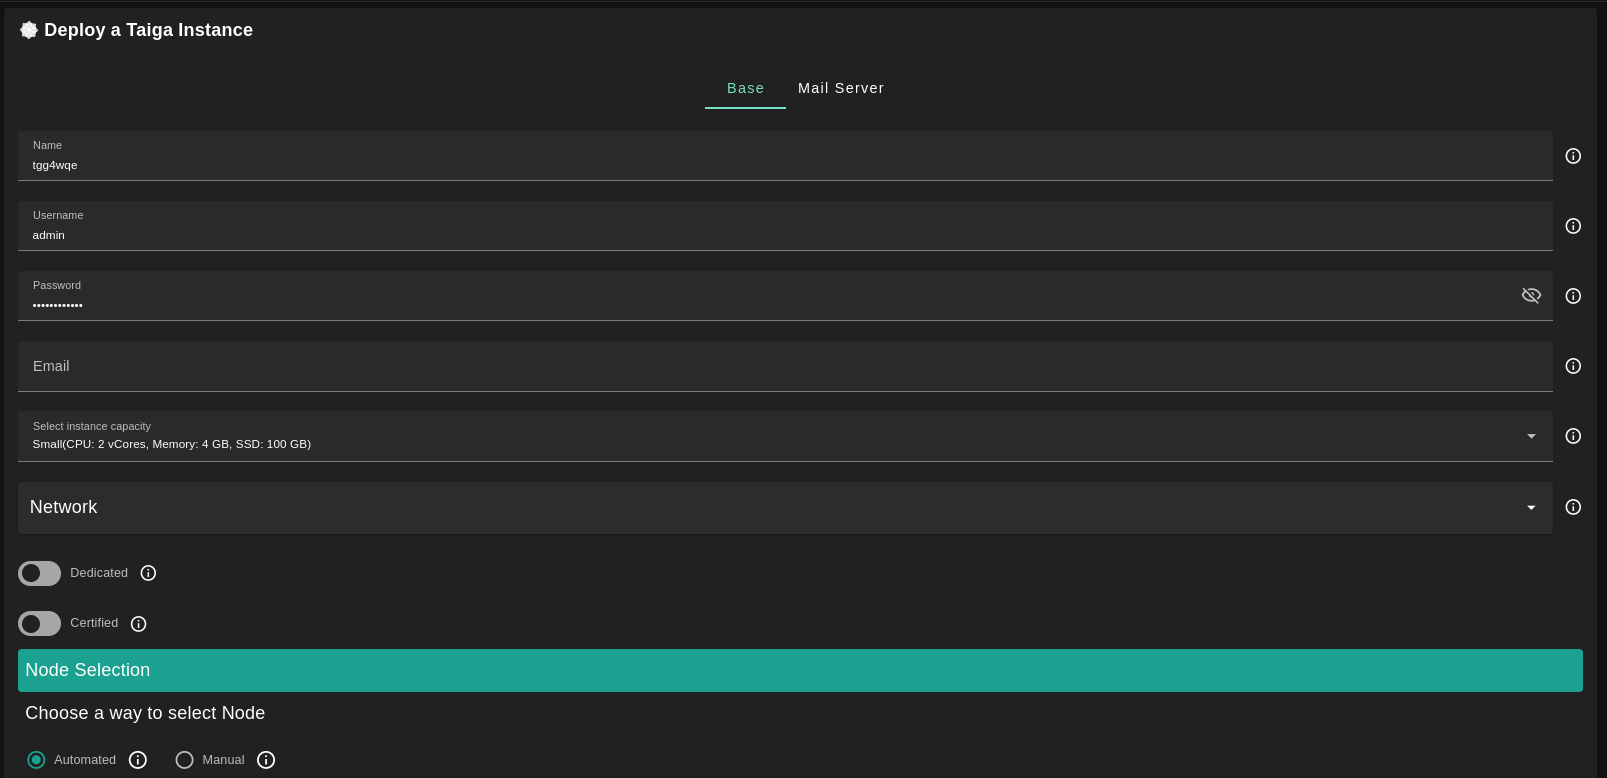 Deploy a Taiga Instance
Base Mail Server
Name
tgg4wqe
Username
admin
Password
••••••••••••
Email
Select instance capacity
Small(CPU: 2 vCores, Memory: 4 GB, SSD: 100 GB)
Network
Dedicated
Certified
Node Selection
Choose a way to select Node
Automated Manual